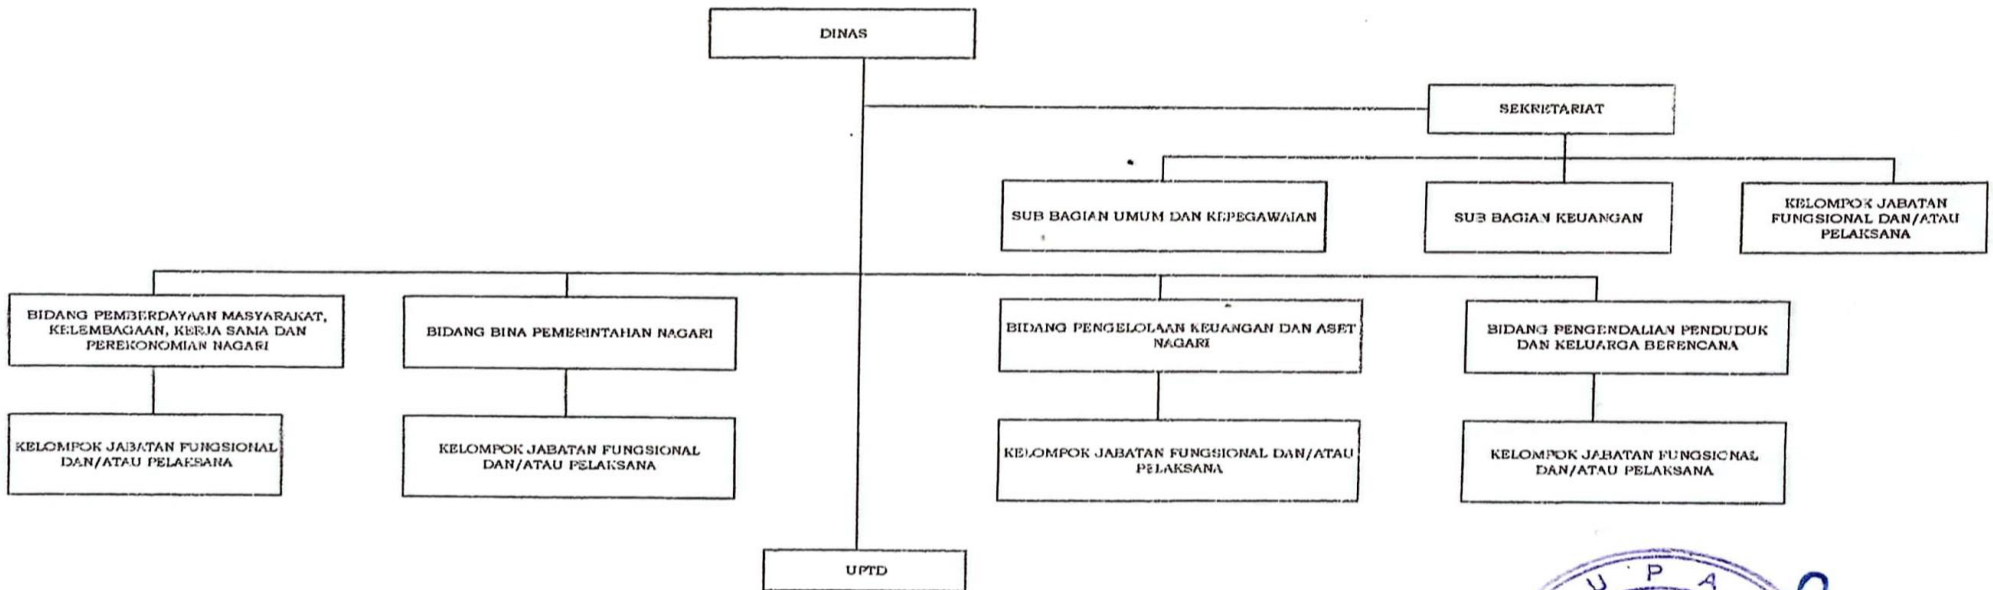 DINAS
SEKRETARIAT
SUB BAGIAN UMUM DAN KEPEGAWAIAN
SUB BAGIAN KEUANGAN
KELOMPOK JABATAN
FUNGSIONAL DAN/ATAU
PELAKSANA
BIDANG PEMBERDAYAAN MASYARAKAT,
KELEMBAGAAN, KERJA SAMA DAN
PEREKONOMIAN NAGARI
BIDANG BINA PEMERINTAHAN NAGARI
BIDANG PENGELOLAAN KEUANGAN DAN ASET
NAGARI
BIDANG PENGENDALIAN PENDUDUK
DAN KELUARGA BERENCANA
KELOMPOK JABATAN FUNGSIONAL
DAN/ATAU PELAKSANA
KELOMPOK JABATAN FUNGSIONAL
DAN/ATAU PELAKSANA
KELOMPOK JABATAN FUNGSIONAL DAN/ATAU
PELAKSANA
KELOMPOK JABATAN FUNGSIONAL
DAN/ATAU PELAKSANA
UPTD
UPA